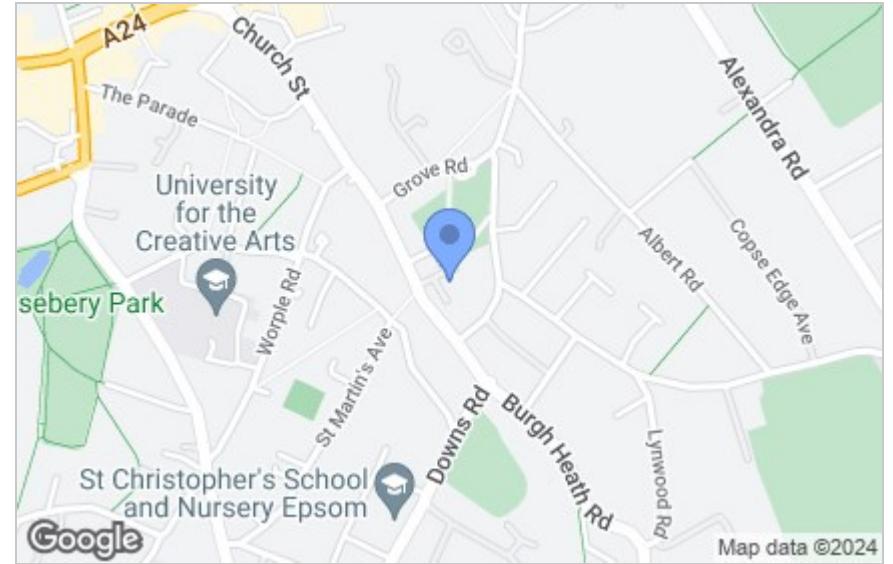 A24
Church St
The Parade
Alexandra Rd
Grove Rd
University
for the
Creative Arts
Albert Rd
Copse Edge Ave
sebery Park
Worple Rd
St Martin's Ave
Downs Rd
Burgh Heath Rd
Lynwood Rd
St Christopher's School
and Nursery Epsom
Google
Map data ©2024